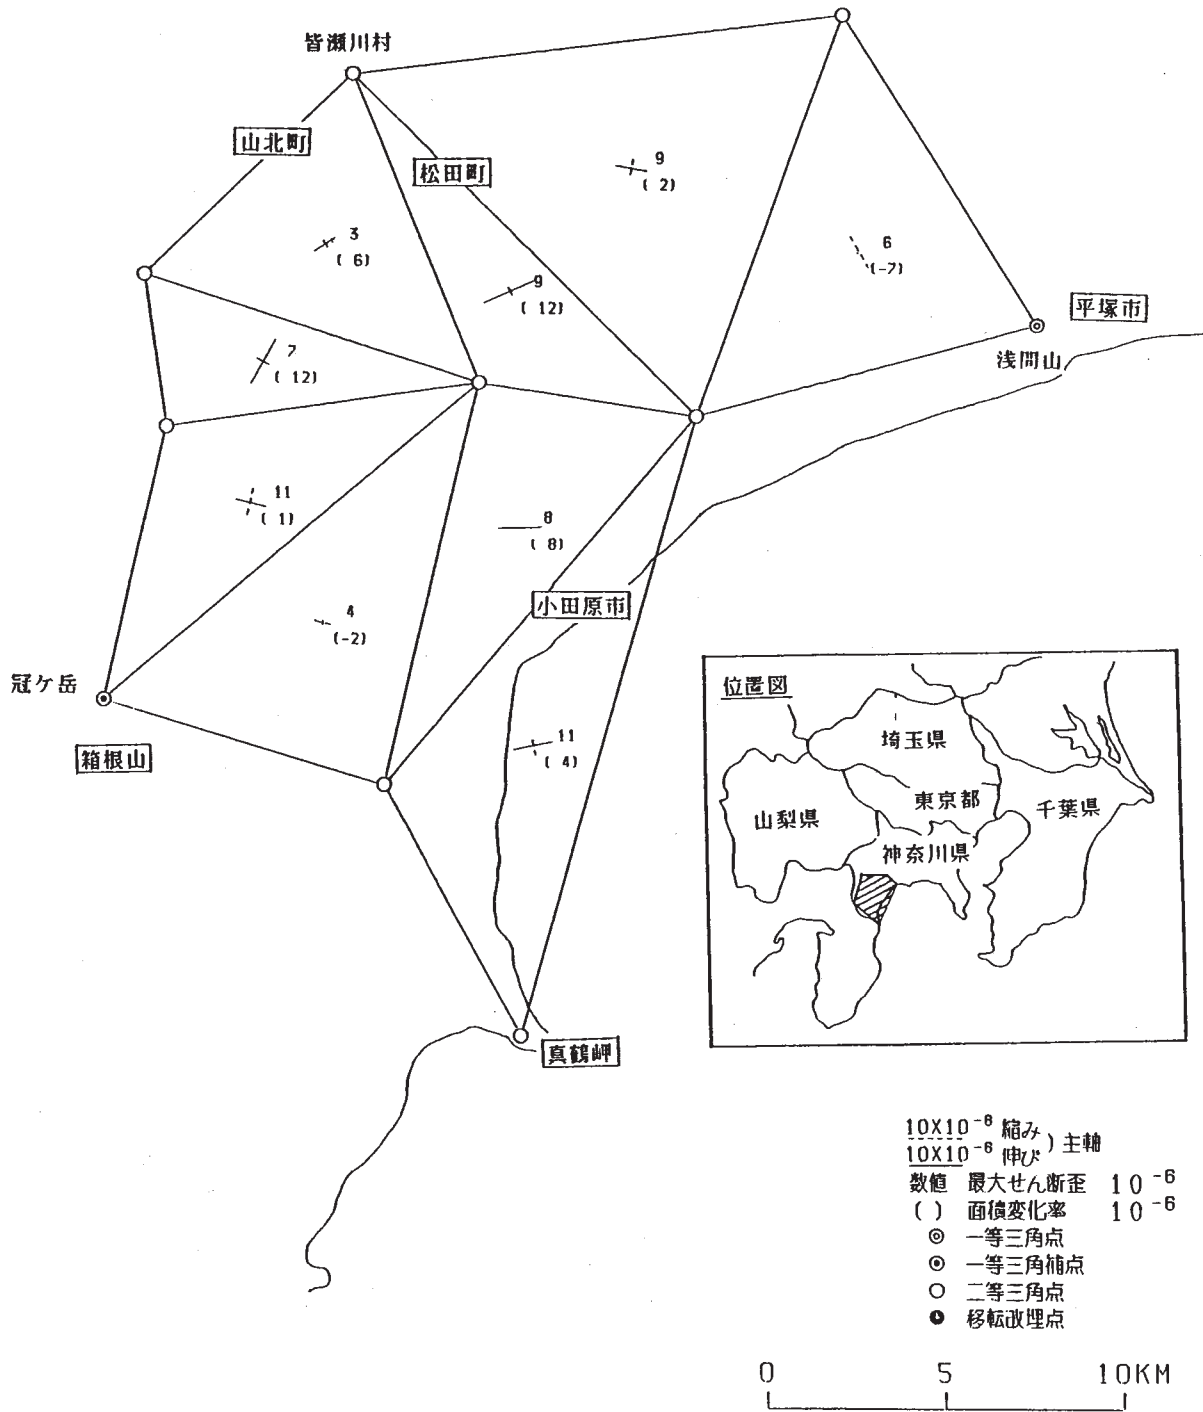 皆瀬川村
山北町
松田町
9
( 2)
3
( 6)
9
( 12)
6
(-7)
平塚市
浅間山
7
( 12)
11
( 1)
8
( 8)
小田原市
4
(-2)
冠ケ岳
箱根山
11
( 4)
真鶴岬
位置図
埼玉県
東京都
山梨県
千葉県
神奈川県
10X10⁻⁶ 縮み
10X10⁻⁶ 伸び
) 主軸
数値 最大せん断歪 10⁻⁶
( ) 面積変化率 10⁻⁶
◎ 一等三角点
◉ 一等三角補点
○ 二等三角点
移転改埋点
0 5 10KM